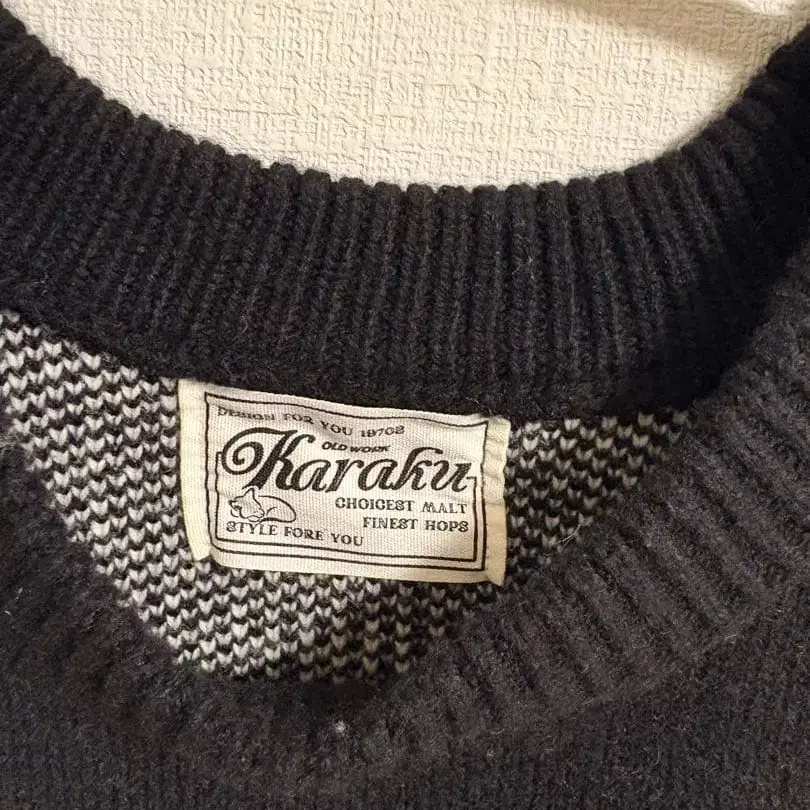 DESIGN FOR YOU 1970S
OLD WORK
Karaku
CHOICEST MALT
FINEST HOPS
STYLE FORE YOU